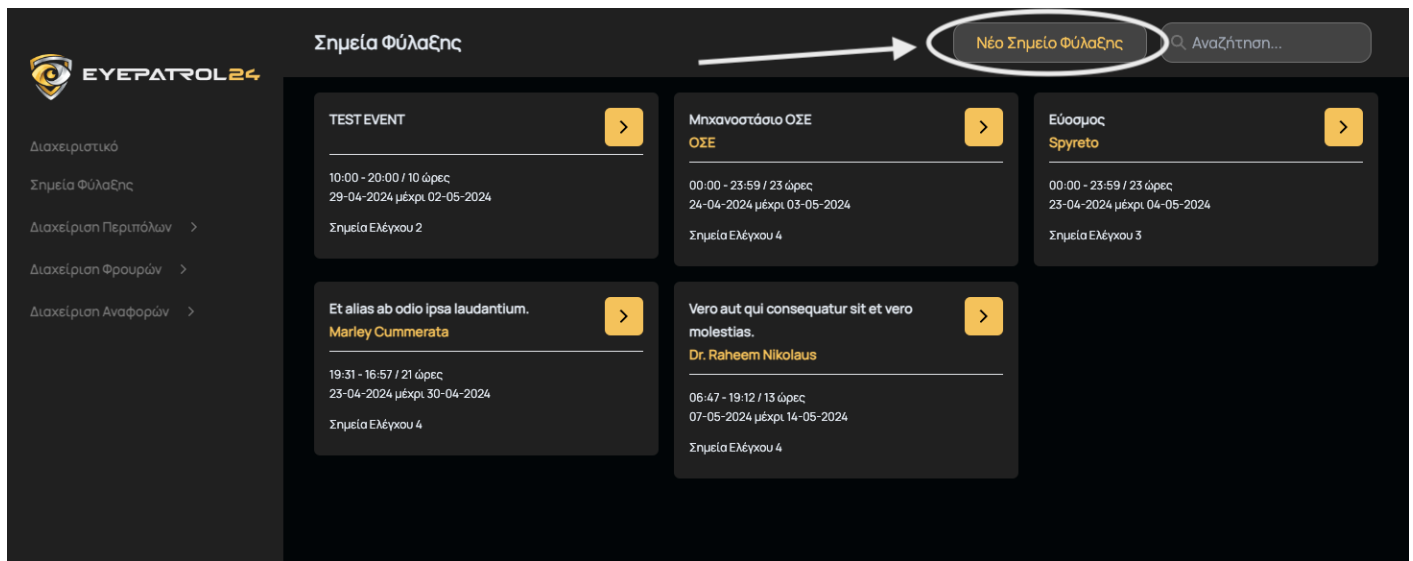 EYEPATROL24
Διαχειριστικό
Σημεία Φύλαξης
Διαχείριση Περιπόλων
Διαχείριση Φρουρών
Διαχείριση Αναφορών
Σημεία Φύλαξης
Νέο Σημείο Φύλαξης
Αναζήτηση...
TEST EVENT
10:00 - 20:00 / 10 ώρες
29-04-2024 μέχρι 02-05-2024
Σημεία Ελέγχου 2
Μηχανοστάσιο ΟΣΕ
ΟΣΕ
00:00 - 23:59 / 23 ώρες
24-04-2024 μέχρι 03-05-2024
Σημεία Ελέγχου 4
Εύοσμος
Spyreto
00:00 - 23:59 / 23 ώρες
23-04-2024 μέχρι 04-05-2024
Σημεία Ελέγχου 3
Et alias ab odio ipsa laudantium.
Marley Cummerata
19:31 - 16:57 / 21 ώρες
23-04-2024 μέχρι 30-04-2024
Σημεία Ελέγχου 4
Vero aut qui consequatur sit et vero
molestias.
Dr. Raheem Nikolaus
06:47 - 19:12 / 13 ώρες
07-05-2024 μέχρι 14-05-2024
Σημεία Ελέγχου 4